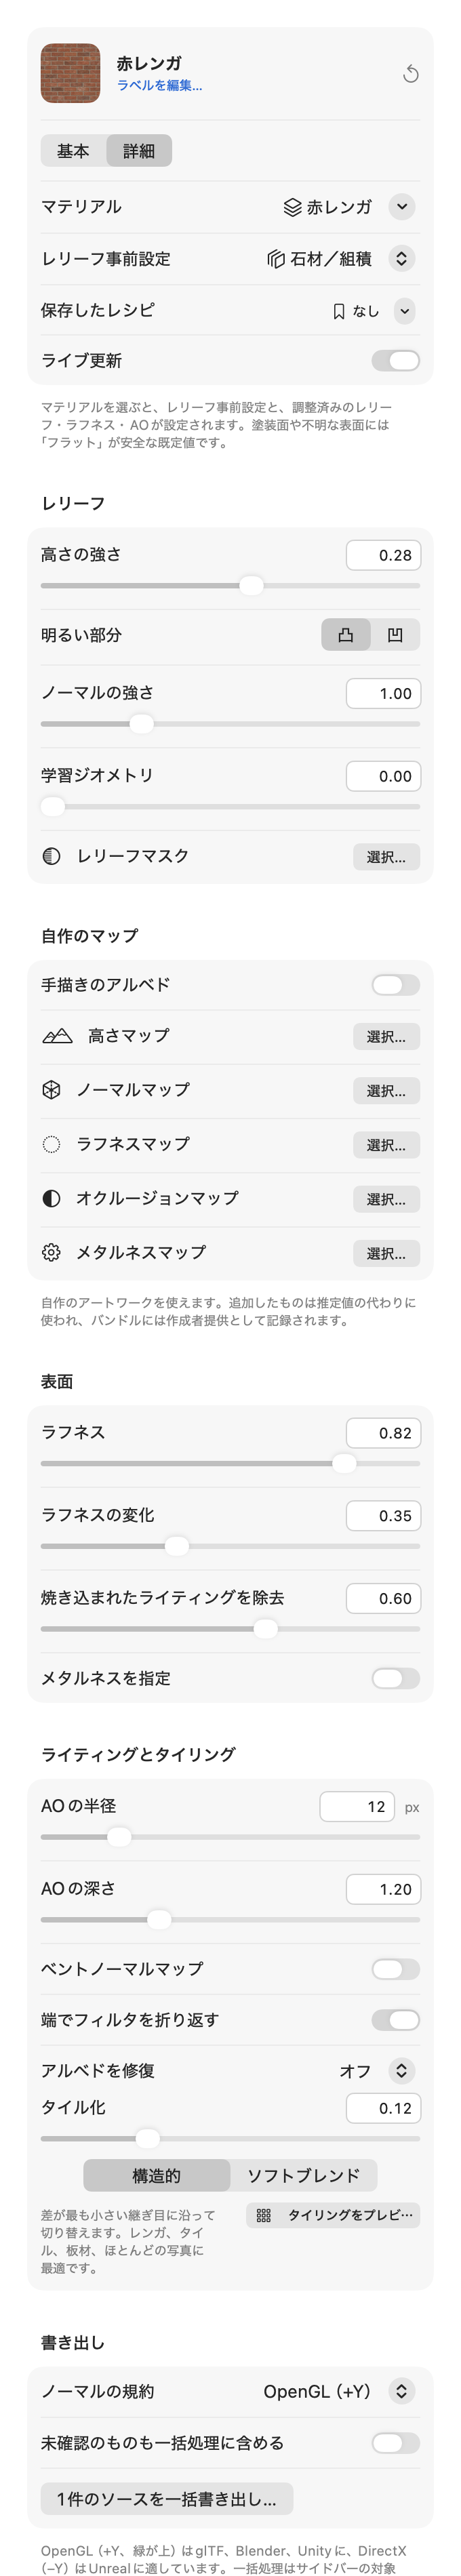 赤レンガ
ラベルを編集...
基本 詳細
マテリアル 赤レンガ
レリーフ事前設定 石材／組積
保存したレシピ なし
ライブ更新
マテリアルを選ぶと、レリーフ事前設定と、調整済みのレリー
フ・ラフネス・AOが設定されます。塗装面や不明な表面には
「フラット」が安全な既定値です。
レリーフ
高さの強さ 0.28
明るい部分 凸 凹
ノーマルの強さ 1.00
学習ジオメトリ 0.00
レリーフマスク 選択...
自作のマップ
手描きのアルベド
高さマップ 選択...
ノーマルマップ 選択...
ラフネスマップ 選択...
オクルージョンマップ 選択...
メタルネスマップ 選択...
自作のアートワークを使えます。追加したものは推定値の代わりに
使われ、バンドルには作成者提供として記録されます。
表面
ラフネス 0.82
ラフネスの変化 0.35
焼き込まれたライティングを除去 0.60
メタルネスを指定
ライティングとタイリング
AOの半径 12 px
AOの深さ 1.20
ベントノーマルマップ
端でフィルタを折り返す
アルベドを修復 オフ
タイル化 0.12
構造的 ソフトブレンド
差が最も小さい継ぎ目に沿って
切り替えます。レンガ、タイ
ル、板材、ほとんどの写真に
最適です。
タイリングをプレビ…
書き出し
ノーマルの規約 OpenGL（+Y）
未確認のものも一括処理に含める
1件のソースを一括書き出し...
OpenGL（+Y、緑が上）はglTF、Blender、Unityに、DirectX
（−Y）はUnrealに適しています。一括処理はサイドバーの対象